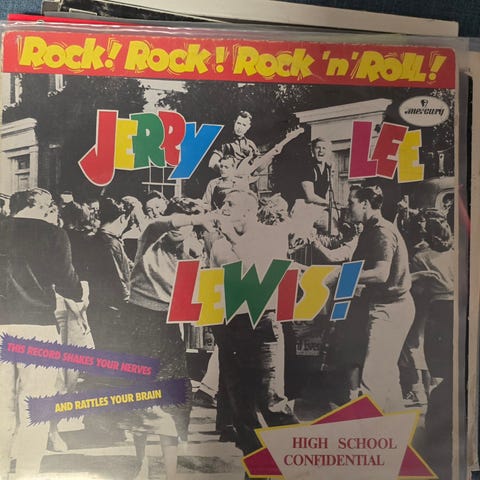 Rock! Rock! Rock 'n' Roll!
mercury
JERRY LEE
LEWIS!
THIS RECORD SHAKES YOUR NERVES
AND RATTLES YOUR BRAIN
HIGH SCHOOL
CONFIDENTIAL